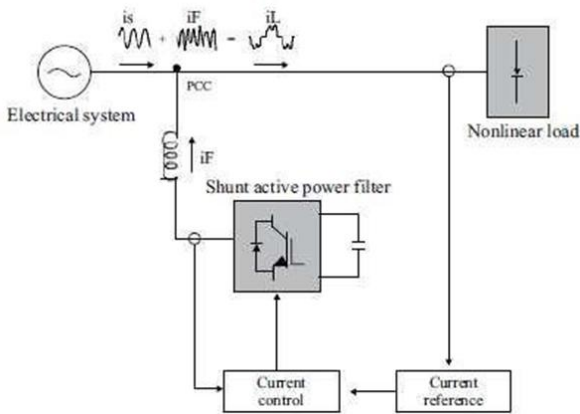 is iF iL
+ =
PCC
Electrical system
Nonlinear load
iF
Shunt active power filter
Current
control
Current
reference